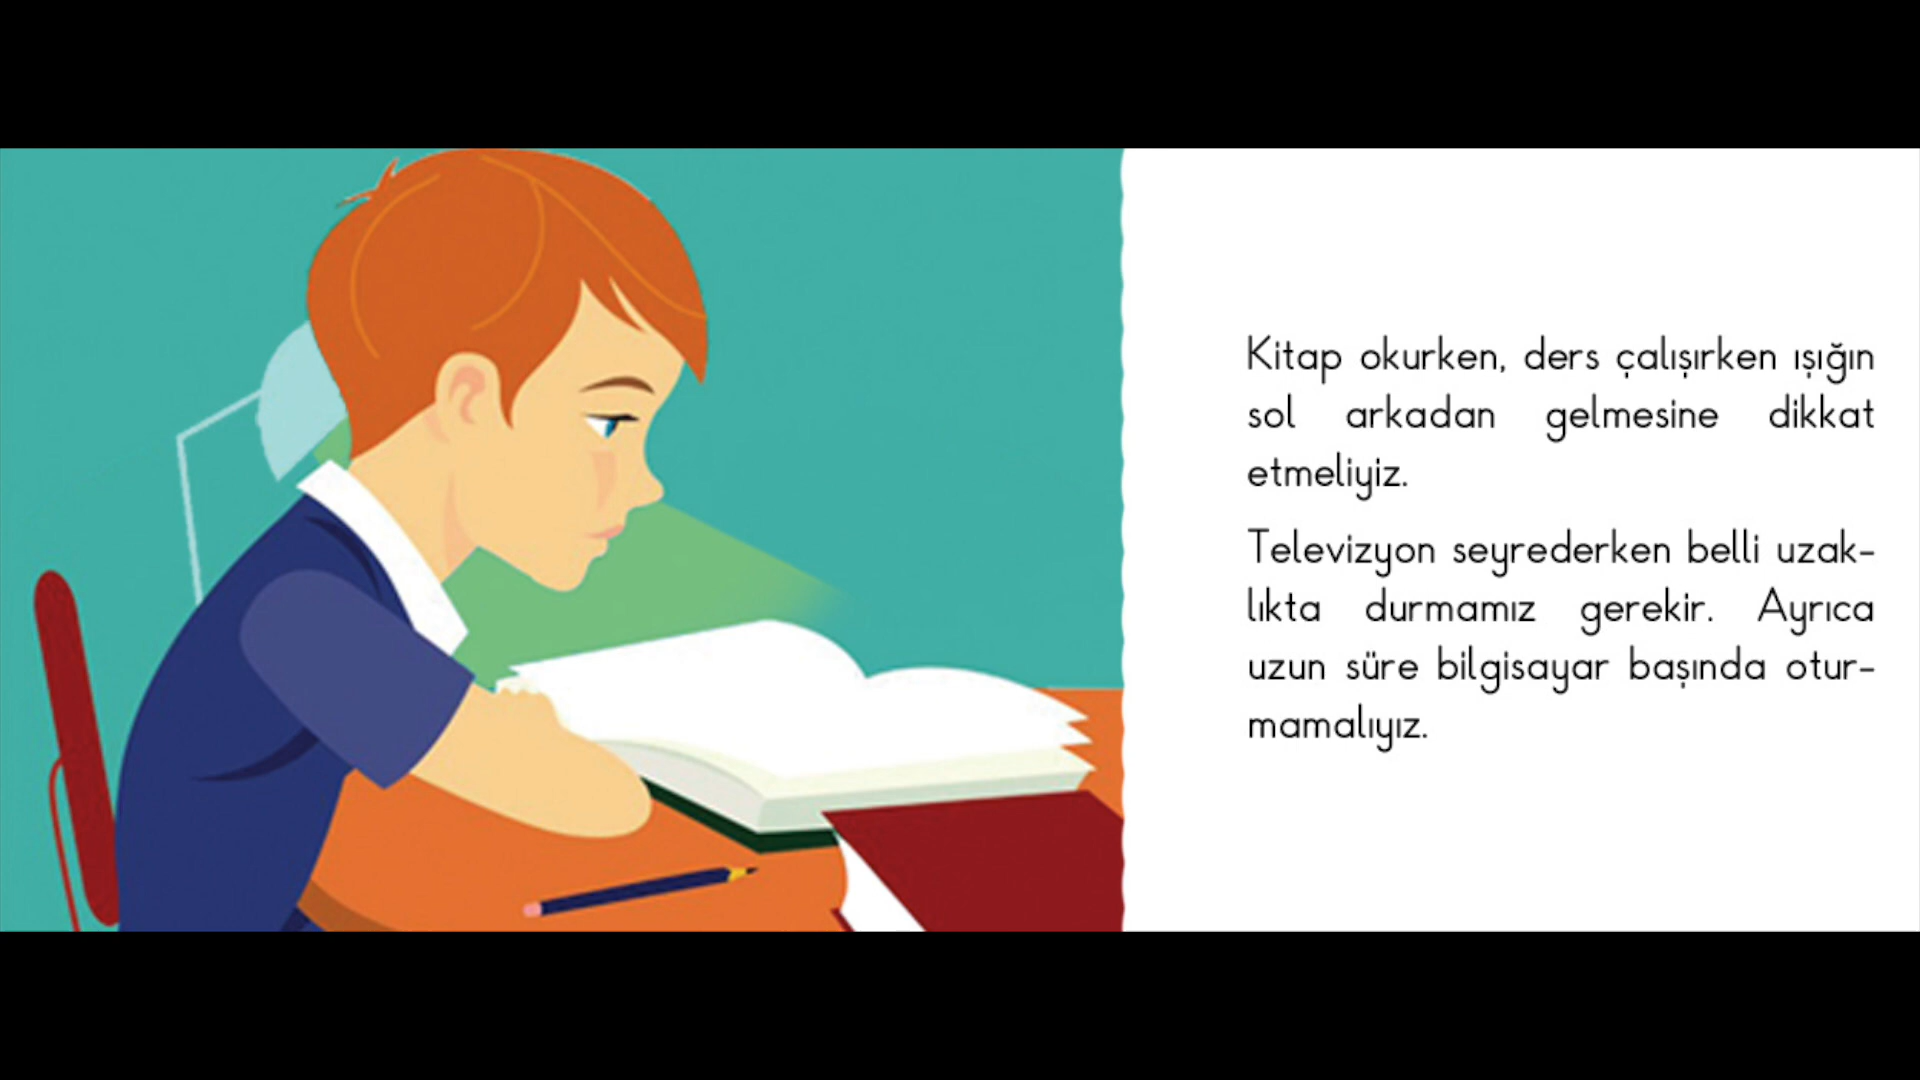 Kitap okurken, ders çalışırken ışığın
sol arkadan gelmesine dikkat
etmeliyiz.
Televizyon seyrederken belli uzak-
lıkta durmamız gerekir. Ayrıca
uzun süre bilgisayar başında otur-
mamalıyız.